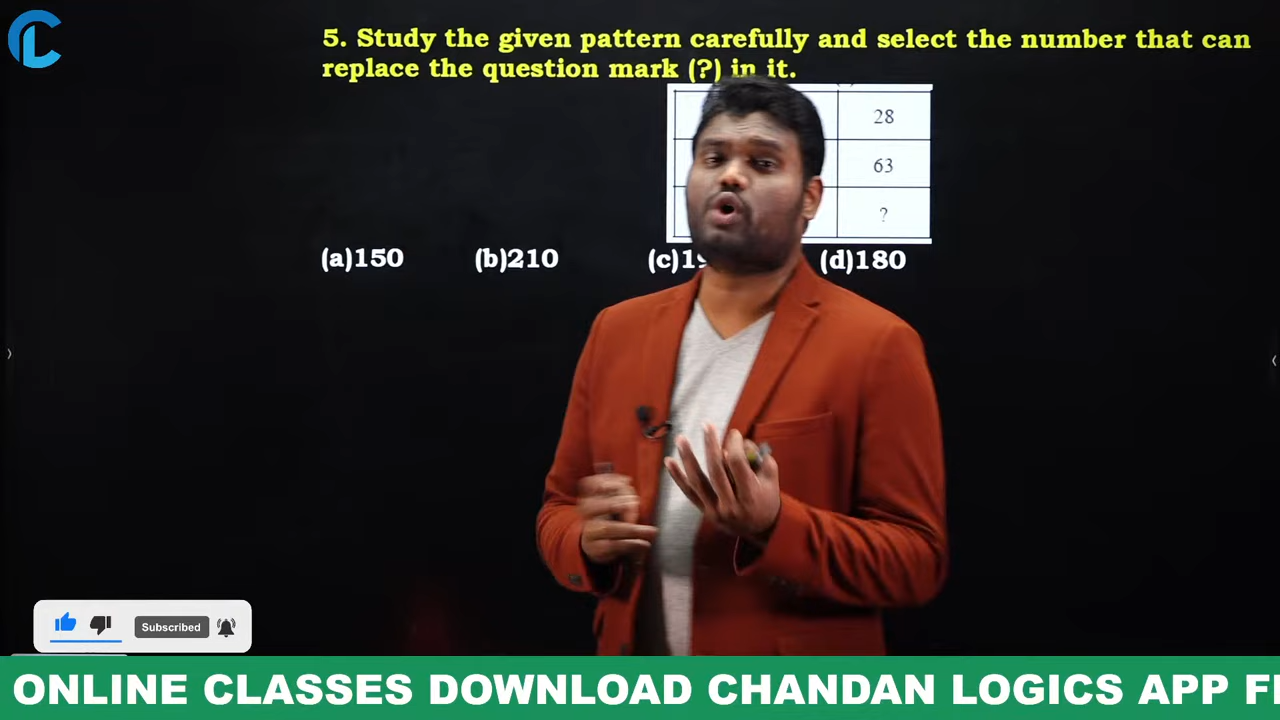 5. Study the given pattern carefully and select the number that can
replace the question mark (?) in it.
28
63
?
(a)150 (b)210 (c)19 (d)180
Subscribed
ONLINE CLASSES DOWNLOAD CHANDAN LOGICS APP